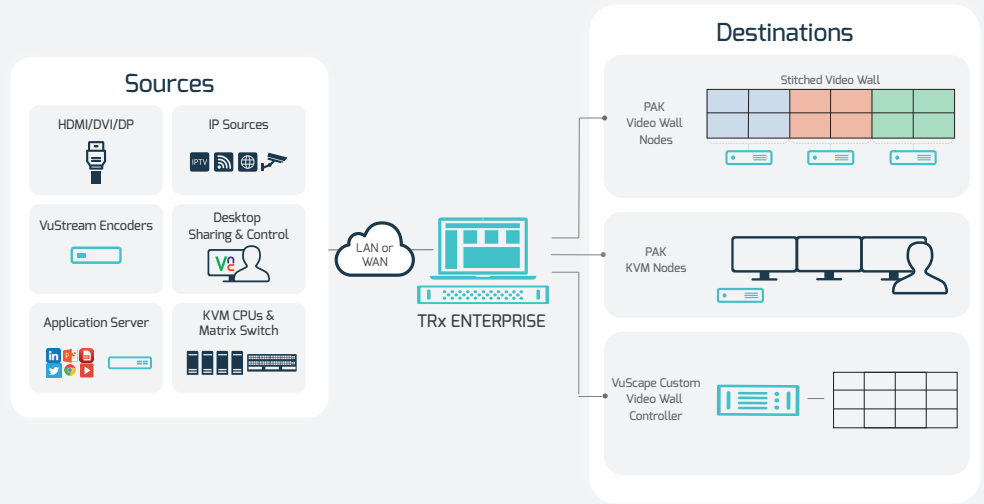 Sources
HDMI/DVI/DP
IP Sources
IPTV
VuStream Encoders
Desktop
Sharing & Control
Vnc
Application Server
in
KVM CPUs &
Matrix Switch
LAN or
WAN
TRx ENTERPRISE
Destinations
PAK
Video Wall
Nodes
Stitched Video Wall
PAK
KVM Nodes
VuScape Custom
Video Wall
Controller